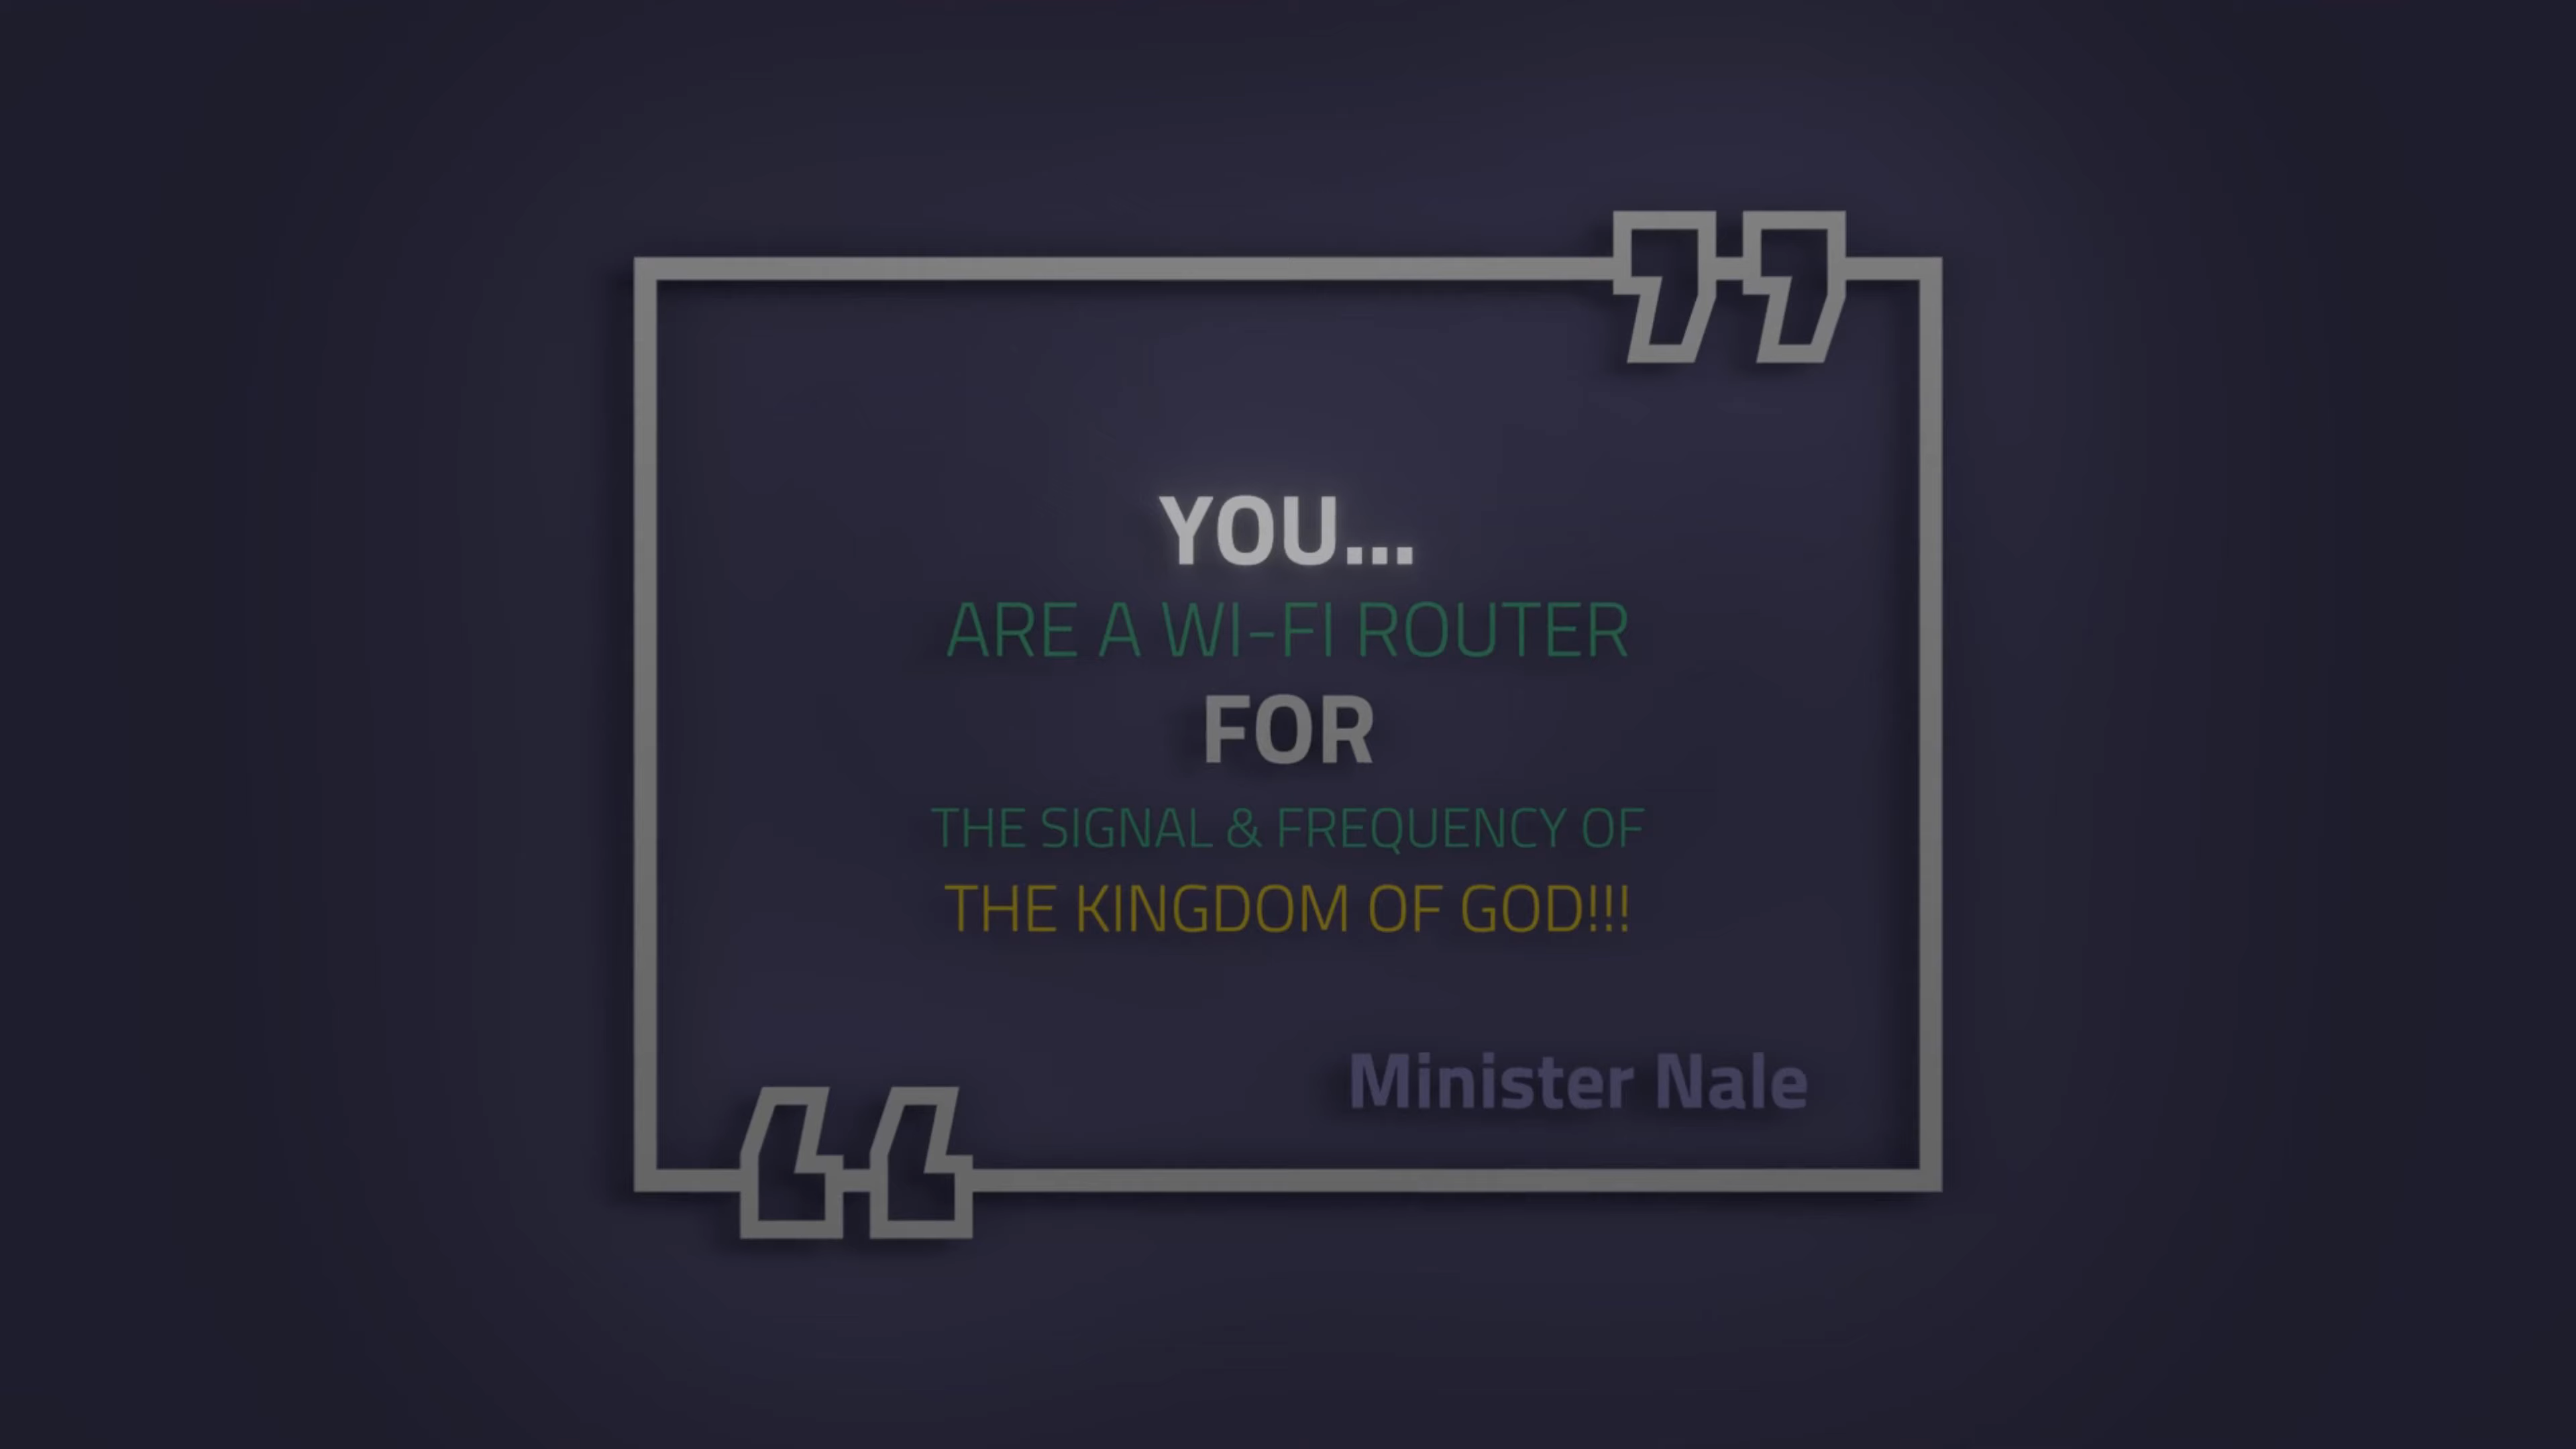 YOU...
ARE A WI-FI ROUTER
FOR
THE SIGNAL & FREQUENCY OF
THE KINGDOM OF GOD!!!
Minister Nale